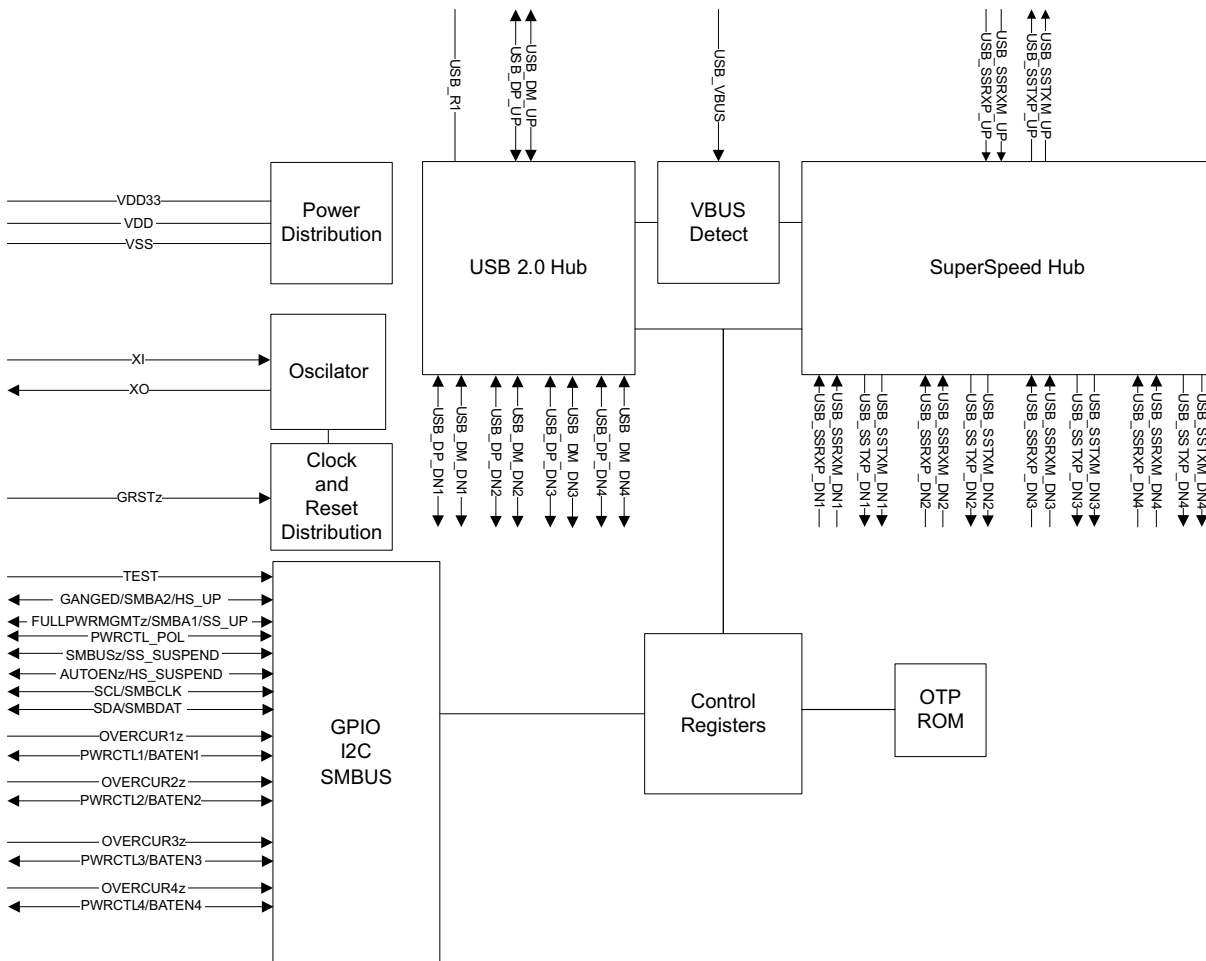 USB_R1
USB_DP_UP
USB_DM_UP
USB_VBUS
USB_SSRXP_UP
USB_SSRXM_UP
USB_SSTXP_UP
USB_SSTXM_UP
VDD33
VDD
VSS
Power
Distribution
USB 2.0 Hub
VBUS
Detect
SuperSpeed Hub
XI
XO
Oscilator
GRSTz
Clock
and
Reset
Distribution
USB_DP_DN1
USB_DM_DN1
USB_DP_DN2
USB_DM_DN2
USB_DP_DN3
USB_DM_DN3
USB_DP_DN4
USB_DM_DN4
USB_SSRXP_DN1
USB_SSRXM_DN1
USB_SSTXP_DN1
USB_SSTXM_DN1
USB_SSRXP_DN2
USB_SSRXM_DN2
USB_SSTXP_DN2
USB_SSTXM_DN2
USB_SSRXP_DN3
USB_SSRXM_DN3
USB_SSTXP_DN3
USB_SSTXM_DN3
USB_SSRXP_DN4
USB_SSRXM_DN4
USB_SSTXP_DN4
USB_SSTXM_DN4
TEST
GANGED/SMBA2/HS_UP
FULLPWRMGMTz/SMBA1/SS_UP
PWRCTL_POL
SMBUSz/SS_SUSPEND
AUTOENz/HS_SUSPEND
SCL/SMBCLK
SDA/SMBDAT
OVERCUR1z
PWRCTL1/BATEN1
OVERCUR2z
PWRCTL2/BATEN2
OVERCUR3z
PWRCTL3/BATEN3
OVERCUR4z
PWRCTL4/BATEN4
GPIO
I2C
SMBUS
Control
Registers
OTP
ROM